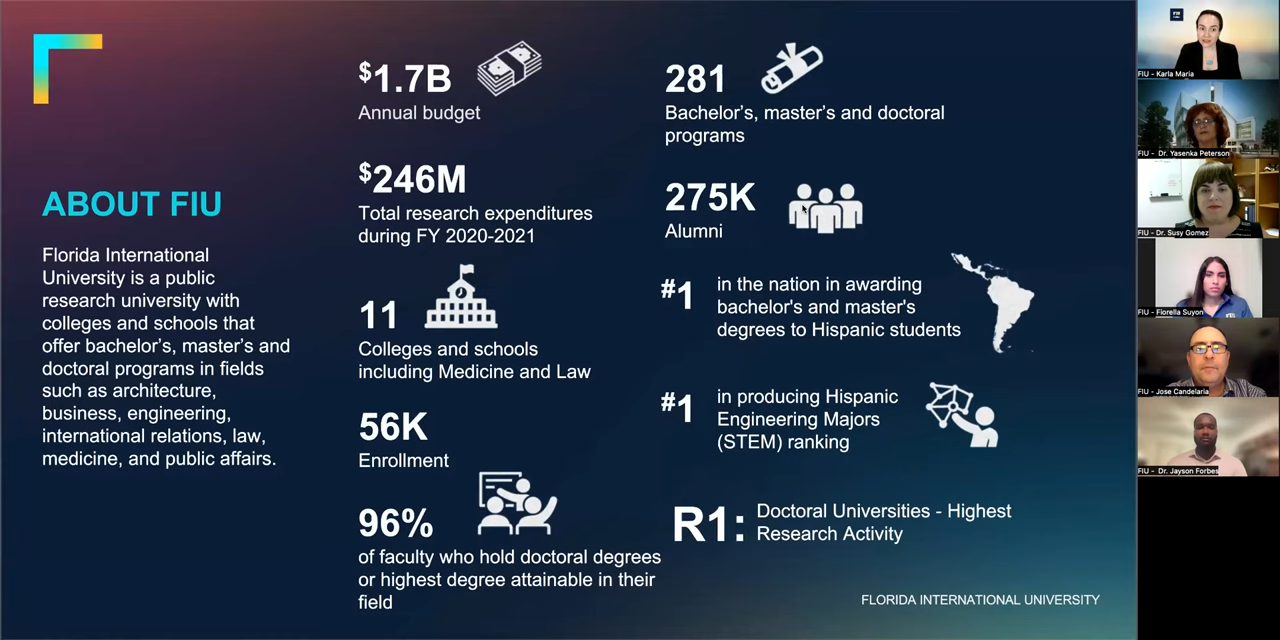 ABOUT FIU
Florida International
University is a public
research university with
colleges and schools that
offer bachelor's, master's and
doctoral programs in fields
such as architecture,
business, engineering,
international relations, law,
medicine, and public affairs.
$1.7B
Annual budget
$246M
Total research expenditures
during FY 2020-2021
11
Colleges and schools
including Medicine and Law
56K
Enrollment
96%
of faculty who hold doctoral degrees
or highest degree attainable in their
field
281
Bachelor's, master's and doctoral
programs
275K
Alumni
#1
in the nation in awarding
bachelor's and master's
degrees to Hispanic students
#1
in producing Hispanic
Engineering Majors
(STEM) ranking
R1:
Doctoral Universities - Highest
Research Activity
FLORIDA INTERNATIONAL UNIVERSITY
FIU
FIU - Karla Maria
FIU - Dr. Yasenka Peterson
FIU - Dr. Susy Gomez
FIU - Fiorella Suyon
FIU - Jose Candelaria
FIU - Dr. Jayson Forbes